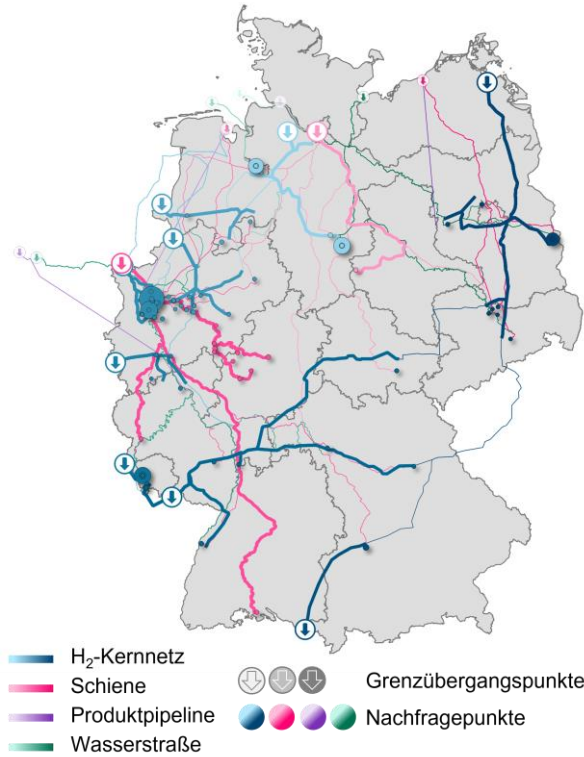 H₂-Kernnetz
Schiene
Produktpipeline
Wasserstraße
Grenzübergangspunkte
Nachfragepunkte